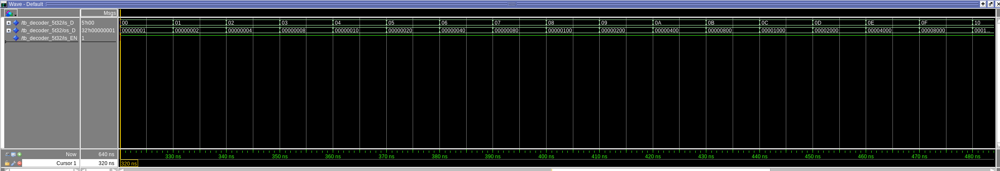 Wave - Default
Msgs
/tb_decoder_5t32/is_D 5'h00 00 01 02 03 04 05 06 07 08 09 0A 0B 0C 0D 0E 0F 10
/tb_decoder_5t32/os_D 32'h00000001 00000001 00000002 00000004 00000008 00000010 00000020 00000040 00000080 00000100 00000200 00000400 00000800 00001000 00002000 00004000 00008000 0001...
/tb_decoder_5t32/is_EN 1
Now 640 ns 330 ns 340 ns 350 ns 360 ns 370 ns 380 ns 390 ns 400 ns 410 ns 420 ns 430 ns 440 ns 450 ns 460 ns 470 ns 480 ns
Cursor 1 320 ns 320 ns